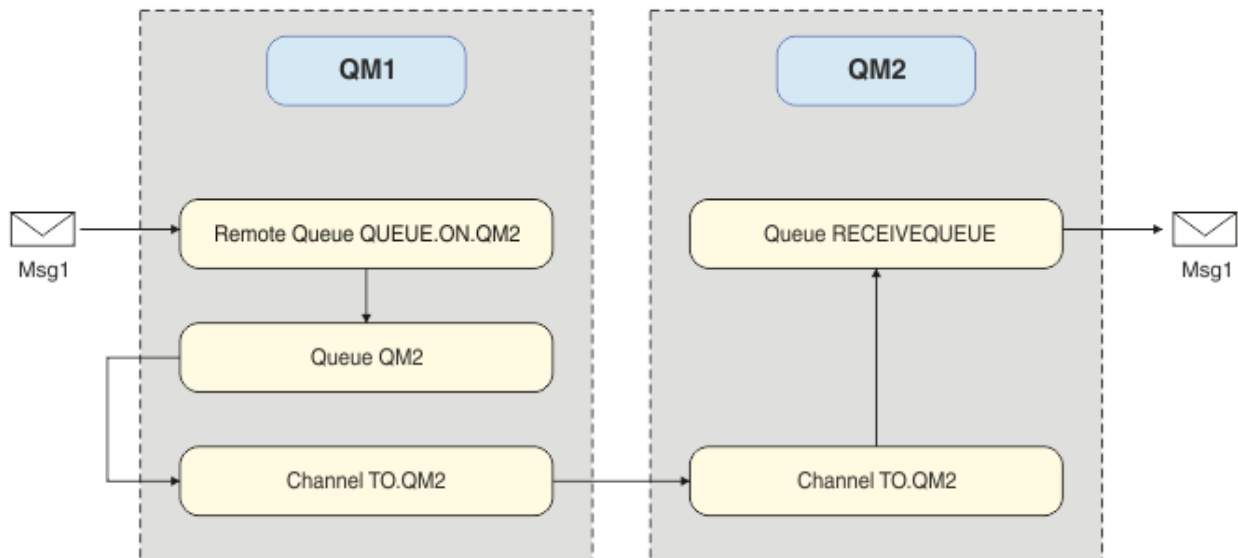 QM1
QM2
Msg1
Remote Queue QUEUE.ON.QM2
Queue RECEIVEQUEUE
Msg1
Queue QM2
Channel TO.QM2
Channel TO.QM2